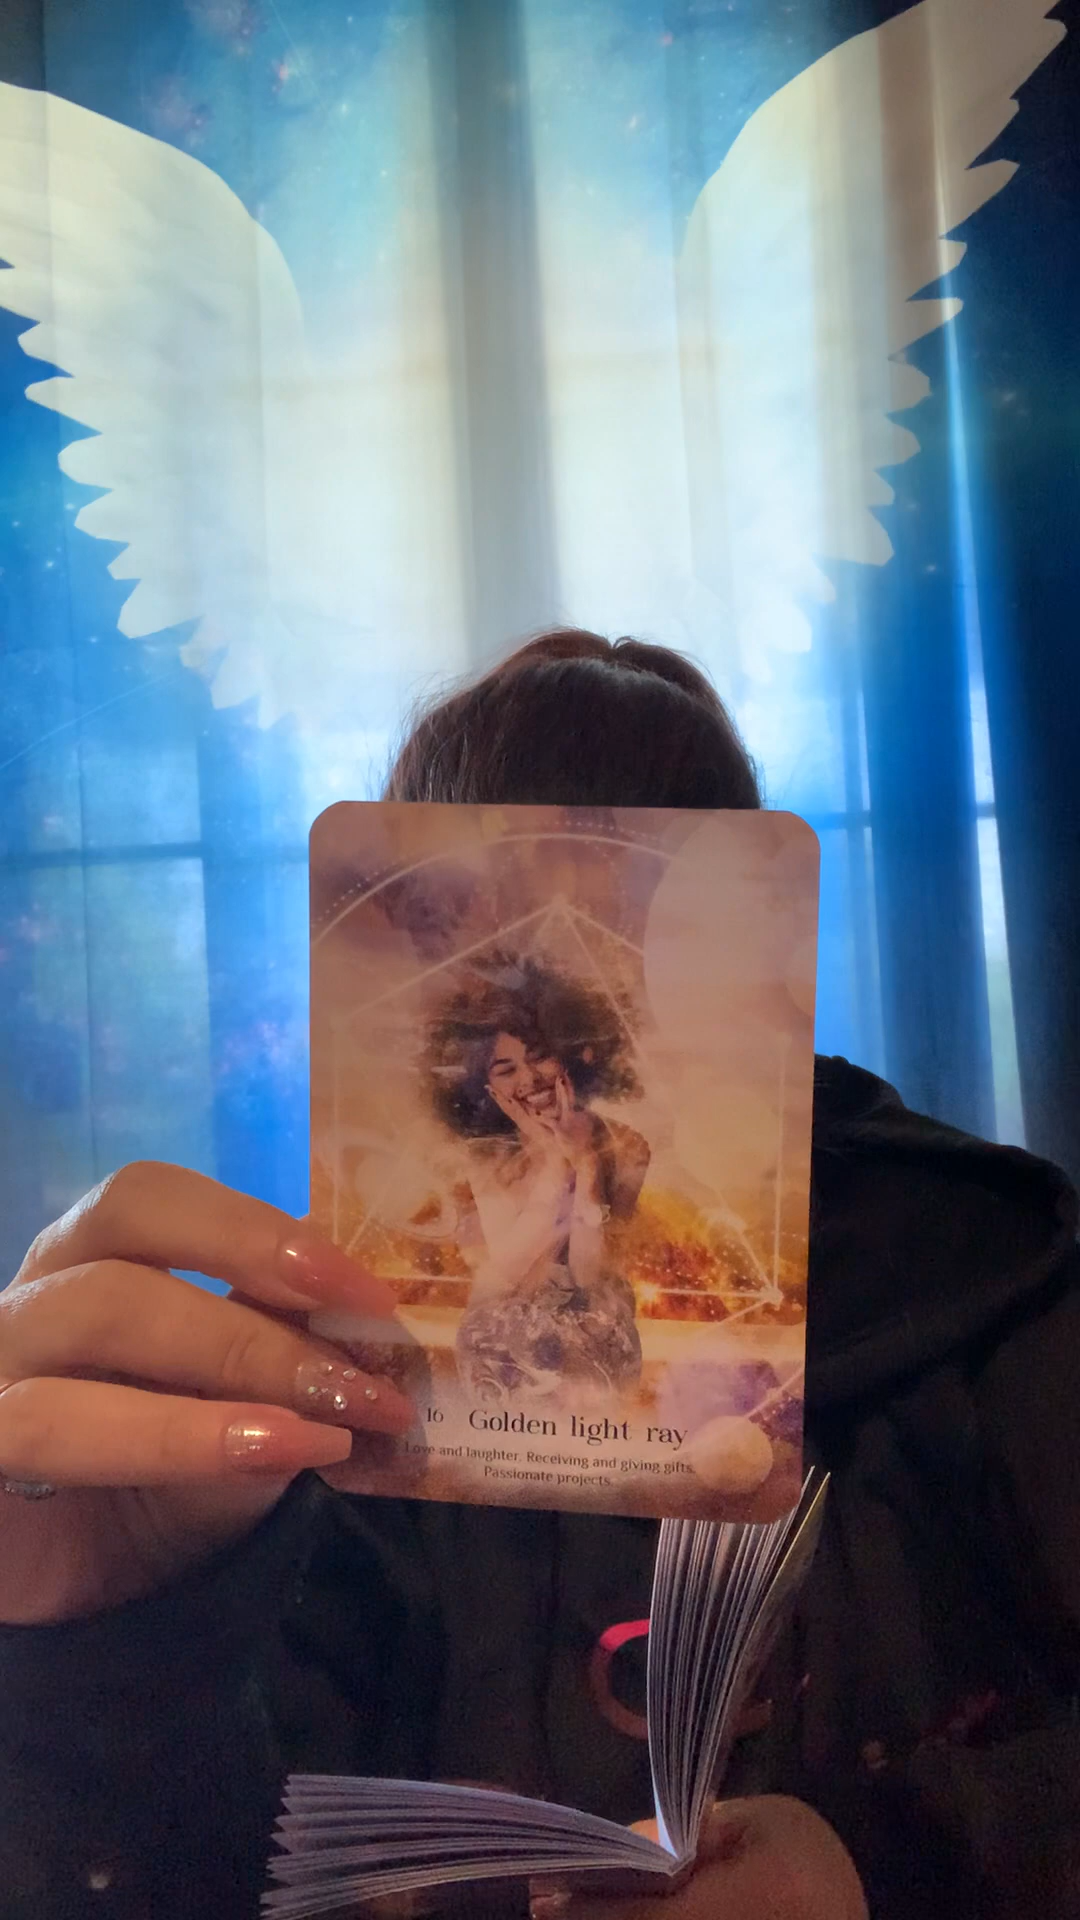 16 Golden light ray
Love and laughter. Receiving and giving gifts.
Passionate projects.